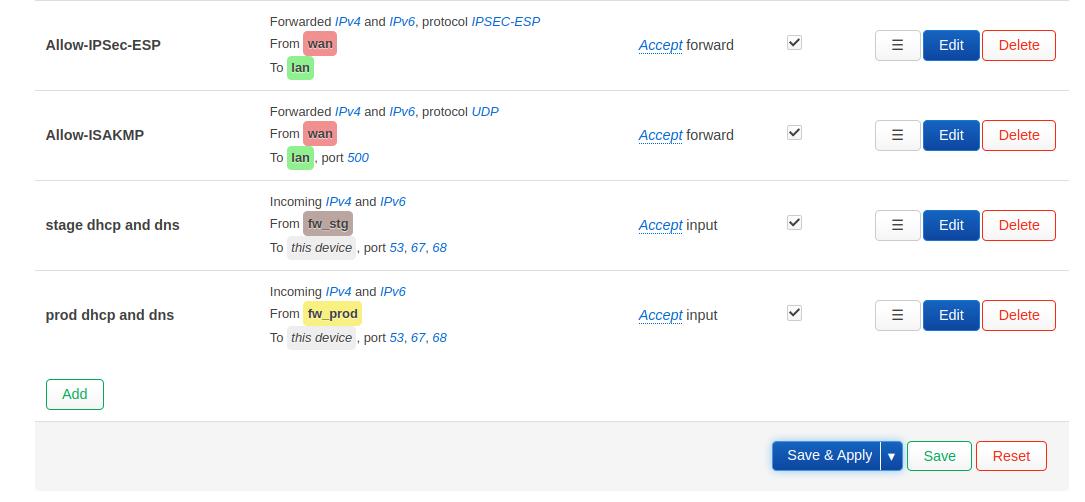 Forwarded IPv4 and IPv6, protocol IPSEC-ESP
Allow-IPSec-ESP From wan Accept forward ☰ Edit Delete
To lan
Forwarded IPv4 and IPv6, protocol UDP
Allow-ISAKMP From wan Accept forward ☰ Edit Delete
To lan, port 500
Incoming IPv4 and IPv6
stage dhcp and dns From fw_stg Accept input ☰ Edit Delete
To this device, port 53, 67, 68
Incoming IPv4 and IPv6
prod dhcp and dns From fw_prod Accept input ☰ Edit Delete
To this device, port 53, 67, 68
Add
Save & Apply ▾ Save Reset